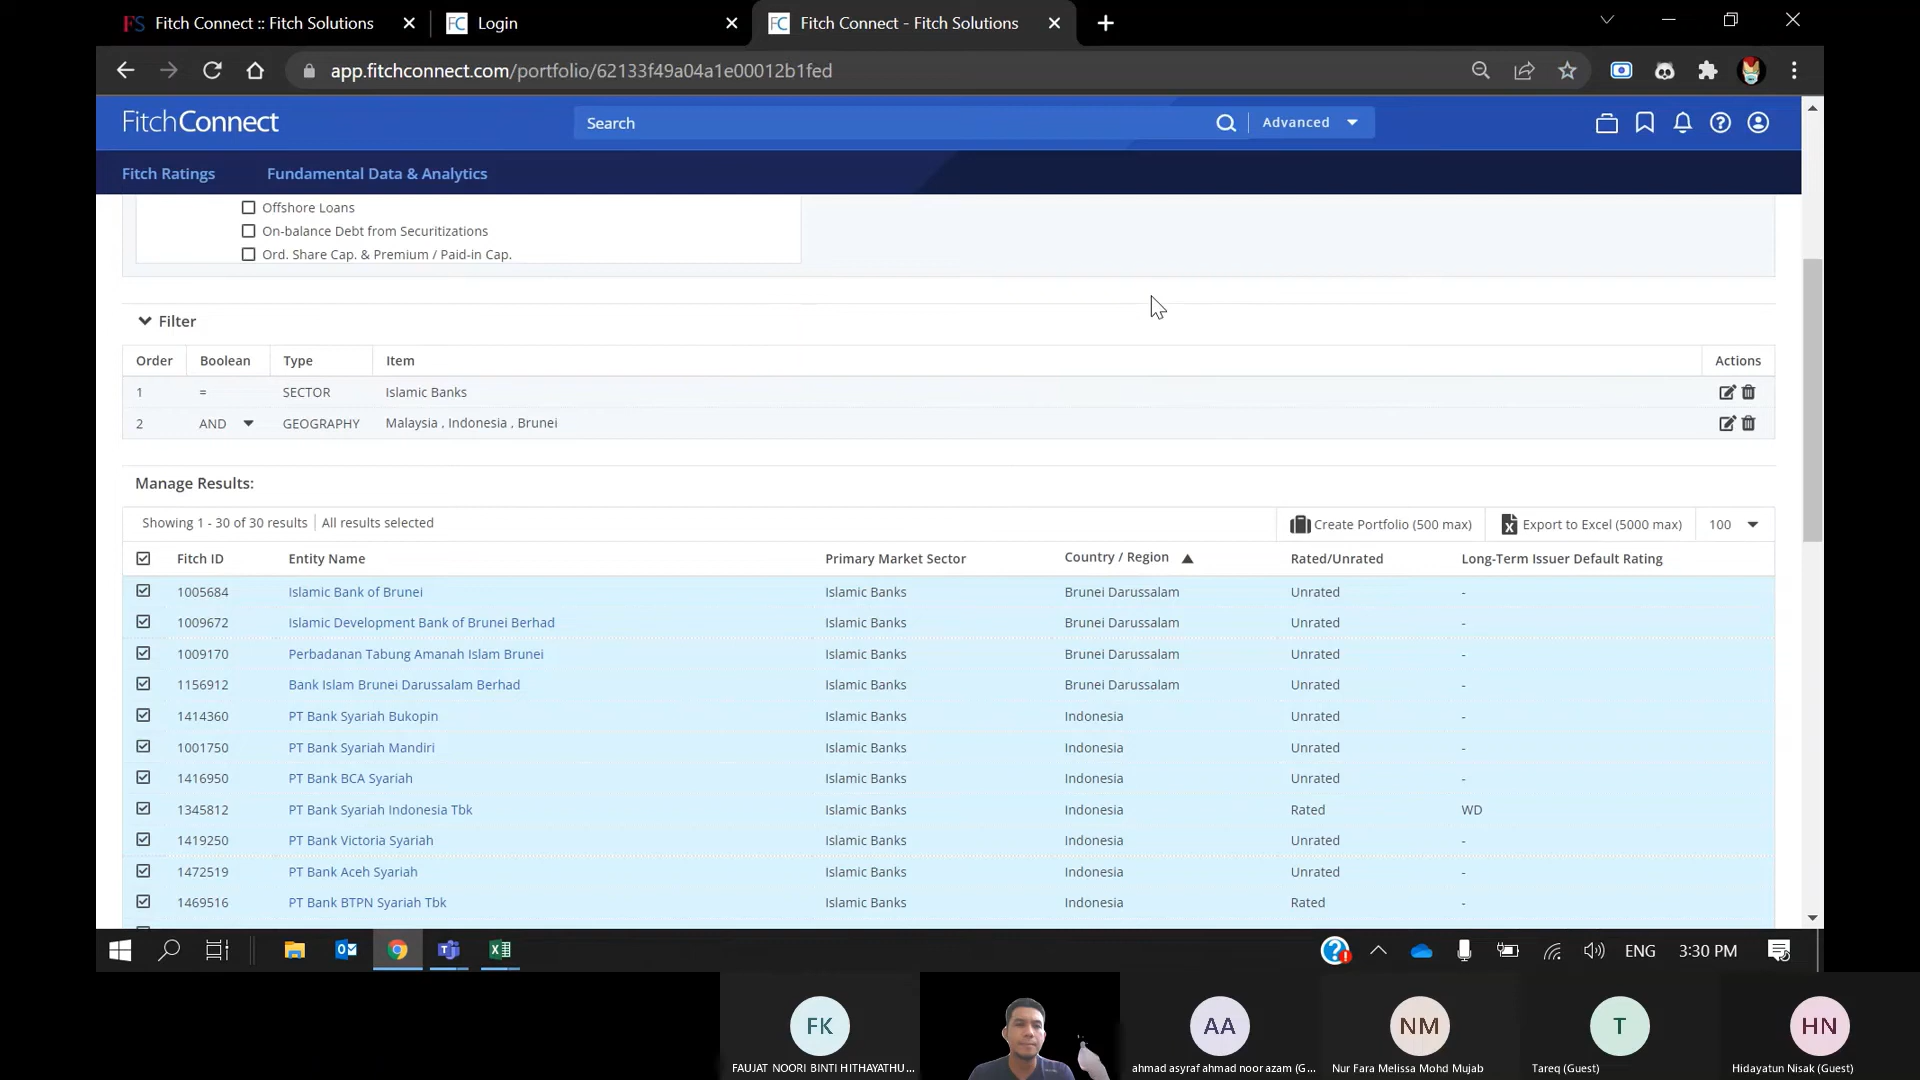 FS Fitch Connect :: Fitch Solutions
FC Login
FC Fitch Connect - Fitch Solutions
app.fitchconnect.com/portfolio/62133f49a04a1e00012b1fed
FitchConnect
Search
Advanced
Fitch Ratings
Fundamental Data & Analytics
Offshore Loans
On-balance Debt from Securitizations
Ord. Share Cap. & Premium / Paid-in Cap.
Filter
Order Boolean Type Item Actions
1 = SECTOR Islamic Banks
2 AND GEOGRAPHY Malaysia , Indonesia , Brunei
Manage Results:
Showing 1 - 30 of 30 results All results selected Create Portfolio (500 max) Export to Excel (5000 max) 100
Fitch ID Entity Name Primary Market Sector Country / Region Rated/Unrated Long-Term Issuer Default Rating
1005684 Islamic Bank of Brunei Islamic Banks Brunei Darussalam Unrated -
1009672 Islamic Development Bank of Brunei Berhad Islamic Banks Brunei Darussalam Unrated -
1009170 Perbadanan Tabung Amanah Islam Brunei Islamic Banks Brunei Darussalam Unrated -
1156912 Bank Islam Brunei Darussalam Berhad Islamic Banks Brunei Darussalam Unrated -
1414360 PT Bank Syariah Bukopin Islamic Banks Indonesia Unrated -
1001750 PT Bank Syariah Mandiri Islamic Banks Indonesia Unrated -
1416950 PT Bank BCA Syariah Islamic Banks Indonesia Unrated -
1345812 PT Bank Syariah Indonesia Tbk Islamic Banks Indonesia Rated WD
1419250 PT Bank Victoria Syariah Islamic Banks Indonesia Unrated -
1472519 PT Bank Aceh Syariah Islamic Banks Indonesia Unrated -
1469516 PT Bank BTPN Syariah Tbk Islamic Banks Indonesia Rated -
ENG 3:30 PM
FK AA NM T HN
FAUJAT NOORI BINTI HITHAYATHU... ahmad asyraf ahmad noor azam (G... Nur Fara Melissa Mohd Mujab Tareq (Guest) Hidayatun Nisak (Guest)